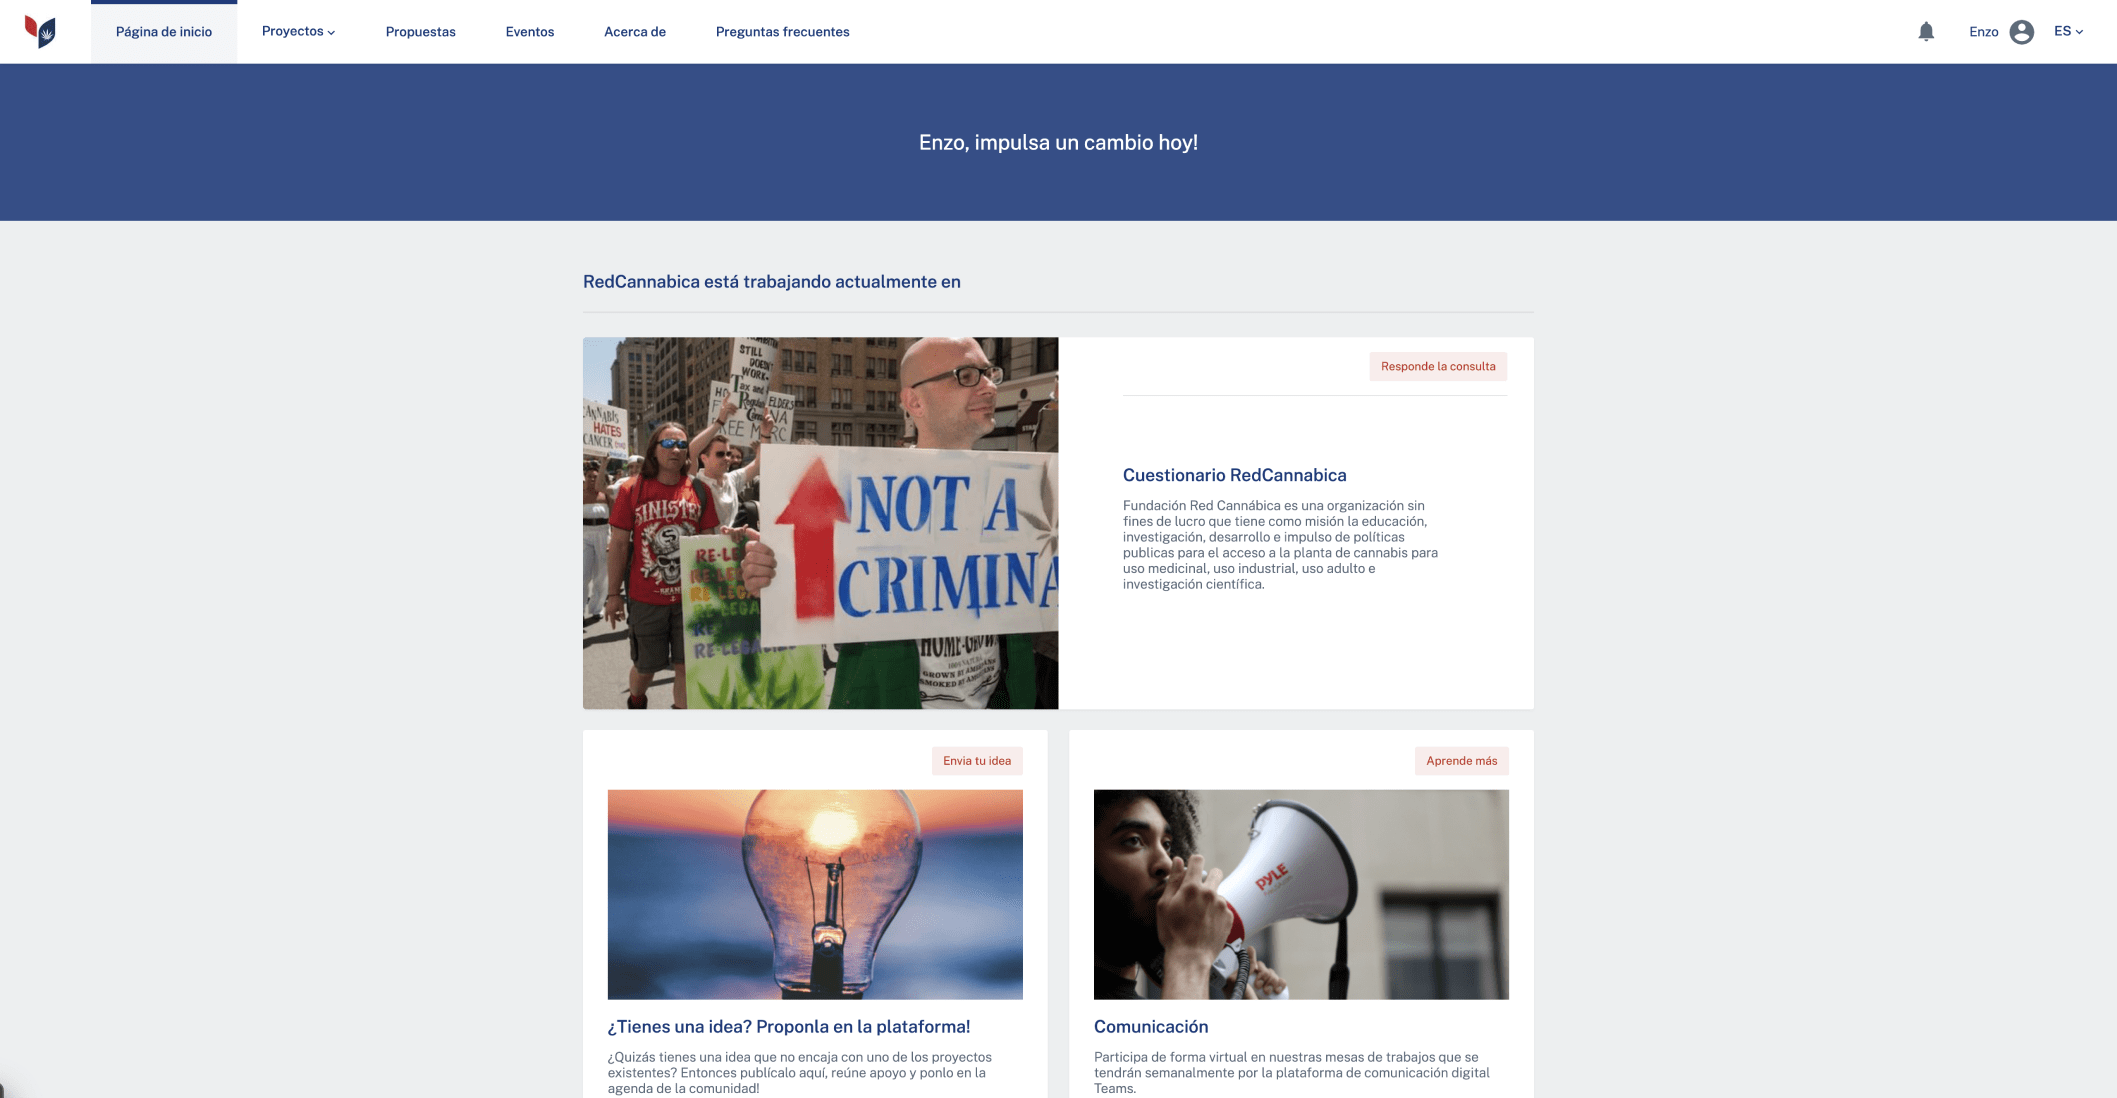 Página de inicio
Proyectos
Propuestas
Eventos
Acerca de
Preguntas frecuentes
Enzo
ES
Enzo, impulsa un cambio hoy!
RedCannabica está trabajando actualmente en
STILL
DOESN'T
WORK.
Tax and
CANNABIS
HATES
CANCER
ELDERS
FREE MARC
SINISTER
NOT A
CRIMINA
RE-LEGALIZE
HOME-GROWN
GROWN BY AMERICANS
SMOKED BY AMERICANS
Responde la consulta
Cuestionario RedCannabica
Fundación Red Cannábica es una organización sin
fines de lucro que tiene como misión la educación,
investigación, desarrollo e impulso de políticas
publicas para el acceso a la planta de cannabis para
uso medicinal, uso industrial, uso adulto e
investigación científica.
Envia tu idea
¿Tienes una idea? Proponla en la plataforma!
¿Quizás tienes una idea que no encaja con uno de los proyectos
existentes? Entonces publícalo aquí, reúne apoyo y ponlo en la
agenda de la comunidad!
Aprende más
PYLE
Comunicación
Participa de forma virtual en nuestras mesas de trabajos que se
tendrán semanalmente por la plataforma de comunicación digital
Teams.